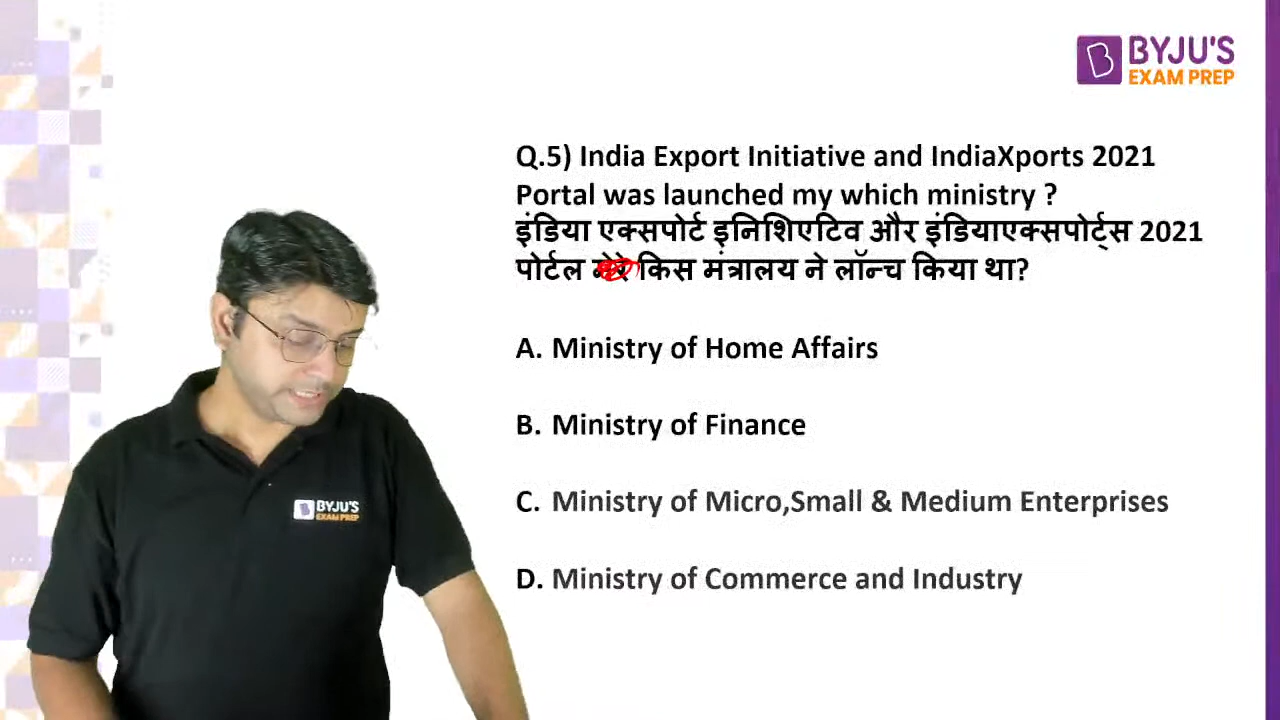 BYJU'S
EXAM PREP
Q.5) India Export Initiative and IndiaXports 2021
Portal was launched my which ministry ?
इंडिया एक्सपोर्ट इनिशिएटिव और इंडियाएक्सपोर्ट्स 2021
पोर्टल किस मंत्रालय ने लॉन्च किया था?
A. Ministry of Home Affairs
B. Ministry of Finance
C. Ministry of Micro,Small & Medium Enterprises
D. Ministry of Commerce and Industry
BYJU'S
EXAM PREP